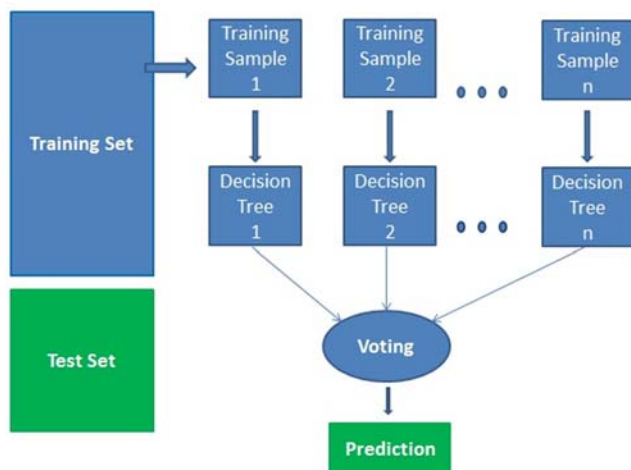 Training Set
Training
Sample
1
Training
Sample
2
Training
Sample
n
Decision
Tree
1
Decision
Tree
2
Decision
Tree
n
Test Set
Voting
Prediction